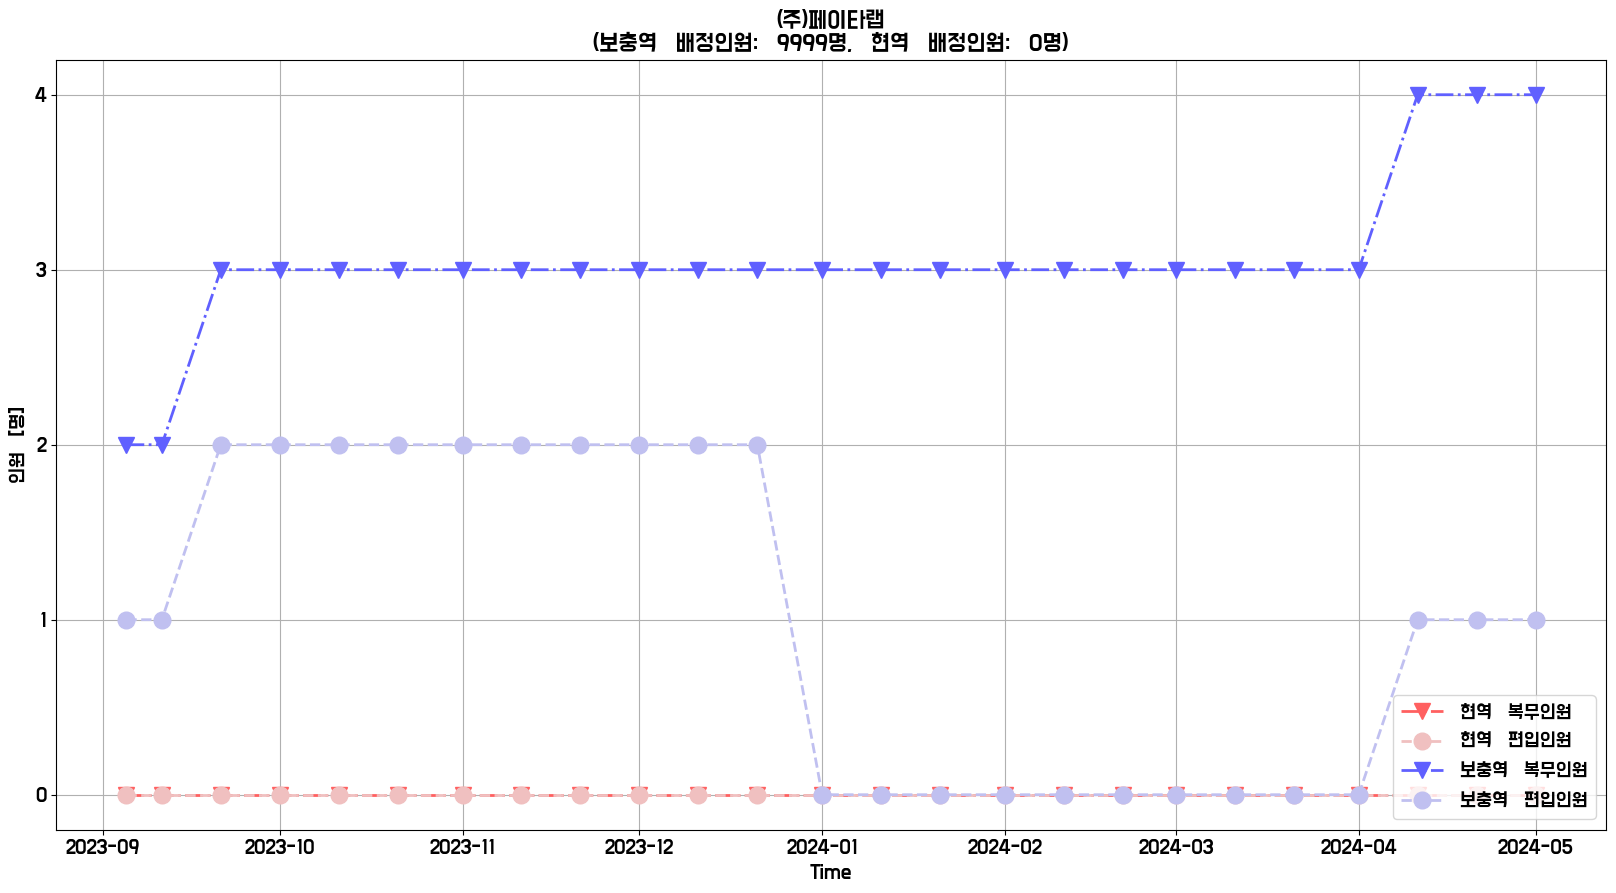 (주)페이타랩
(보충역 배정인원: 9999명, 현역 배정인원: 0명)
4
3
2
1
0
인원 [명]
2023-09 2023-10 2023-11 2023-12 2024-01 2024-02 2024-03 2024-04 2024-05
Time
현역 복무인원
현역 편입인원
보충역 복무인원
보충역 편입인원